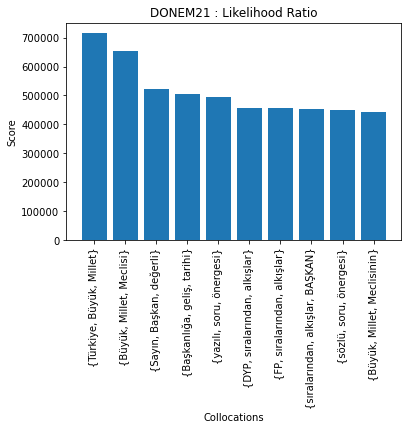 DONEM21 : Likelihood Ratio
700000
600000
500000
400000
300000
200000
100000
0
Score
{Türkiye, Büyük, Millet}
{Büyük, Millet, Meclisi}
{Sayın, Başkan, değerli}
{Başkanlığa, geliş, tarihi}
{yazılı, soru, önergesi}
{DYP, sıralarından, alkışlar}
{FP, sıralarından, alkışlar}
{sıralarından, alkışlar, BAŞKAN}
{sözlü, soru, önergesi}
{Büyük, Millet, Meclisinin}
Collocations